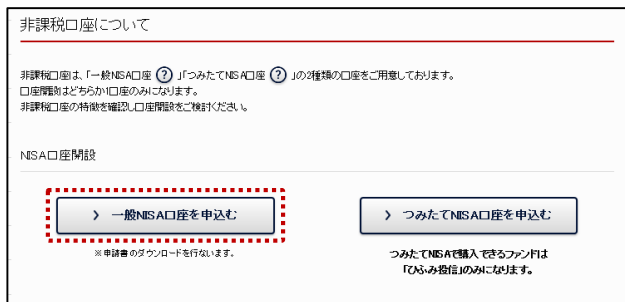 非課税口座について
非課税口座は、「一般NISA口座 ? 」「つみたてNISA口座 ? 」の2種類の口座をご用意しております。
口座開設はどちらか1口座のみになります。
非課税口座の特徴を確認し口座開設をご検討ください。
NISA口座開設
> 一般NISA口座を申込む
> つみたてNISA口座を申込む
※申請書のダウンロードを行ないます。
つみたてNISAで購入できるファンドは
「ひふみ投信」のみになります。